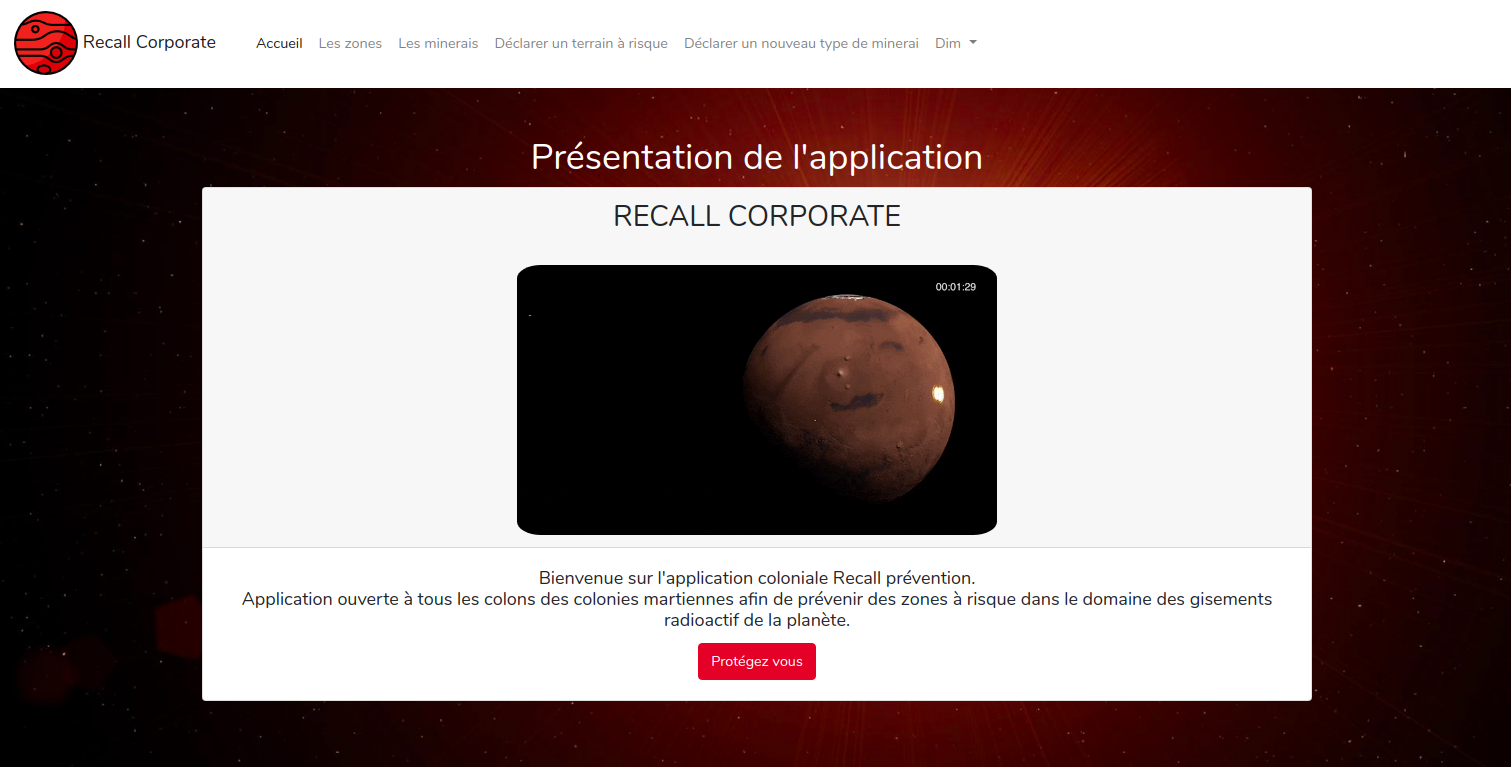 Recall Corporate
Accueil
Les zones
Les minerais
Déclarer un terrain à risque
Déclarer un nouveau type de minerai
Dim
Présentation de l'application
RECALL CORPORATE
00:01:29
Bienvenue sur l'application coloniale Recall prévention.
Application ouverte à tous les colons des colonies martiennes afin de prévenir des zones à risque dans le domaine des gisements
radioactif de la planète.
Protégez vous